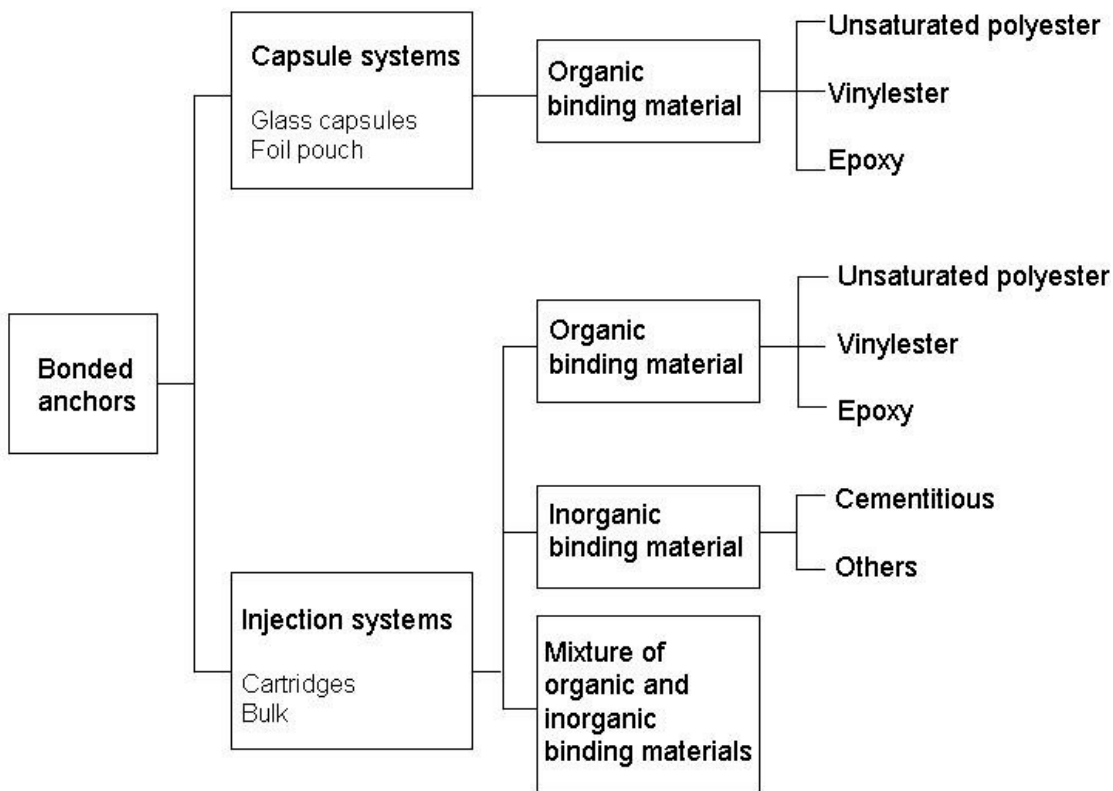 Bonded
anchors
Capsule systems
Glass capsules
Foil pouch
Organic
binding material
Unsaturated polyester
Vinylester
Epoxy
Injection systems
Cartridges
Bulk
Organic
binding material
Unsaturated polyester
Vinylester
Epoxy
Inorganic
binding material
Cementitious
Others
Mixture of
organic and
inorganic
binding materials